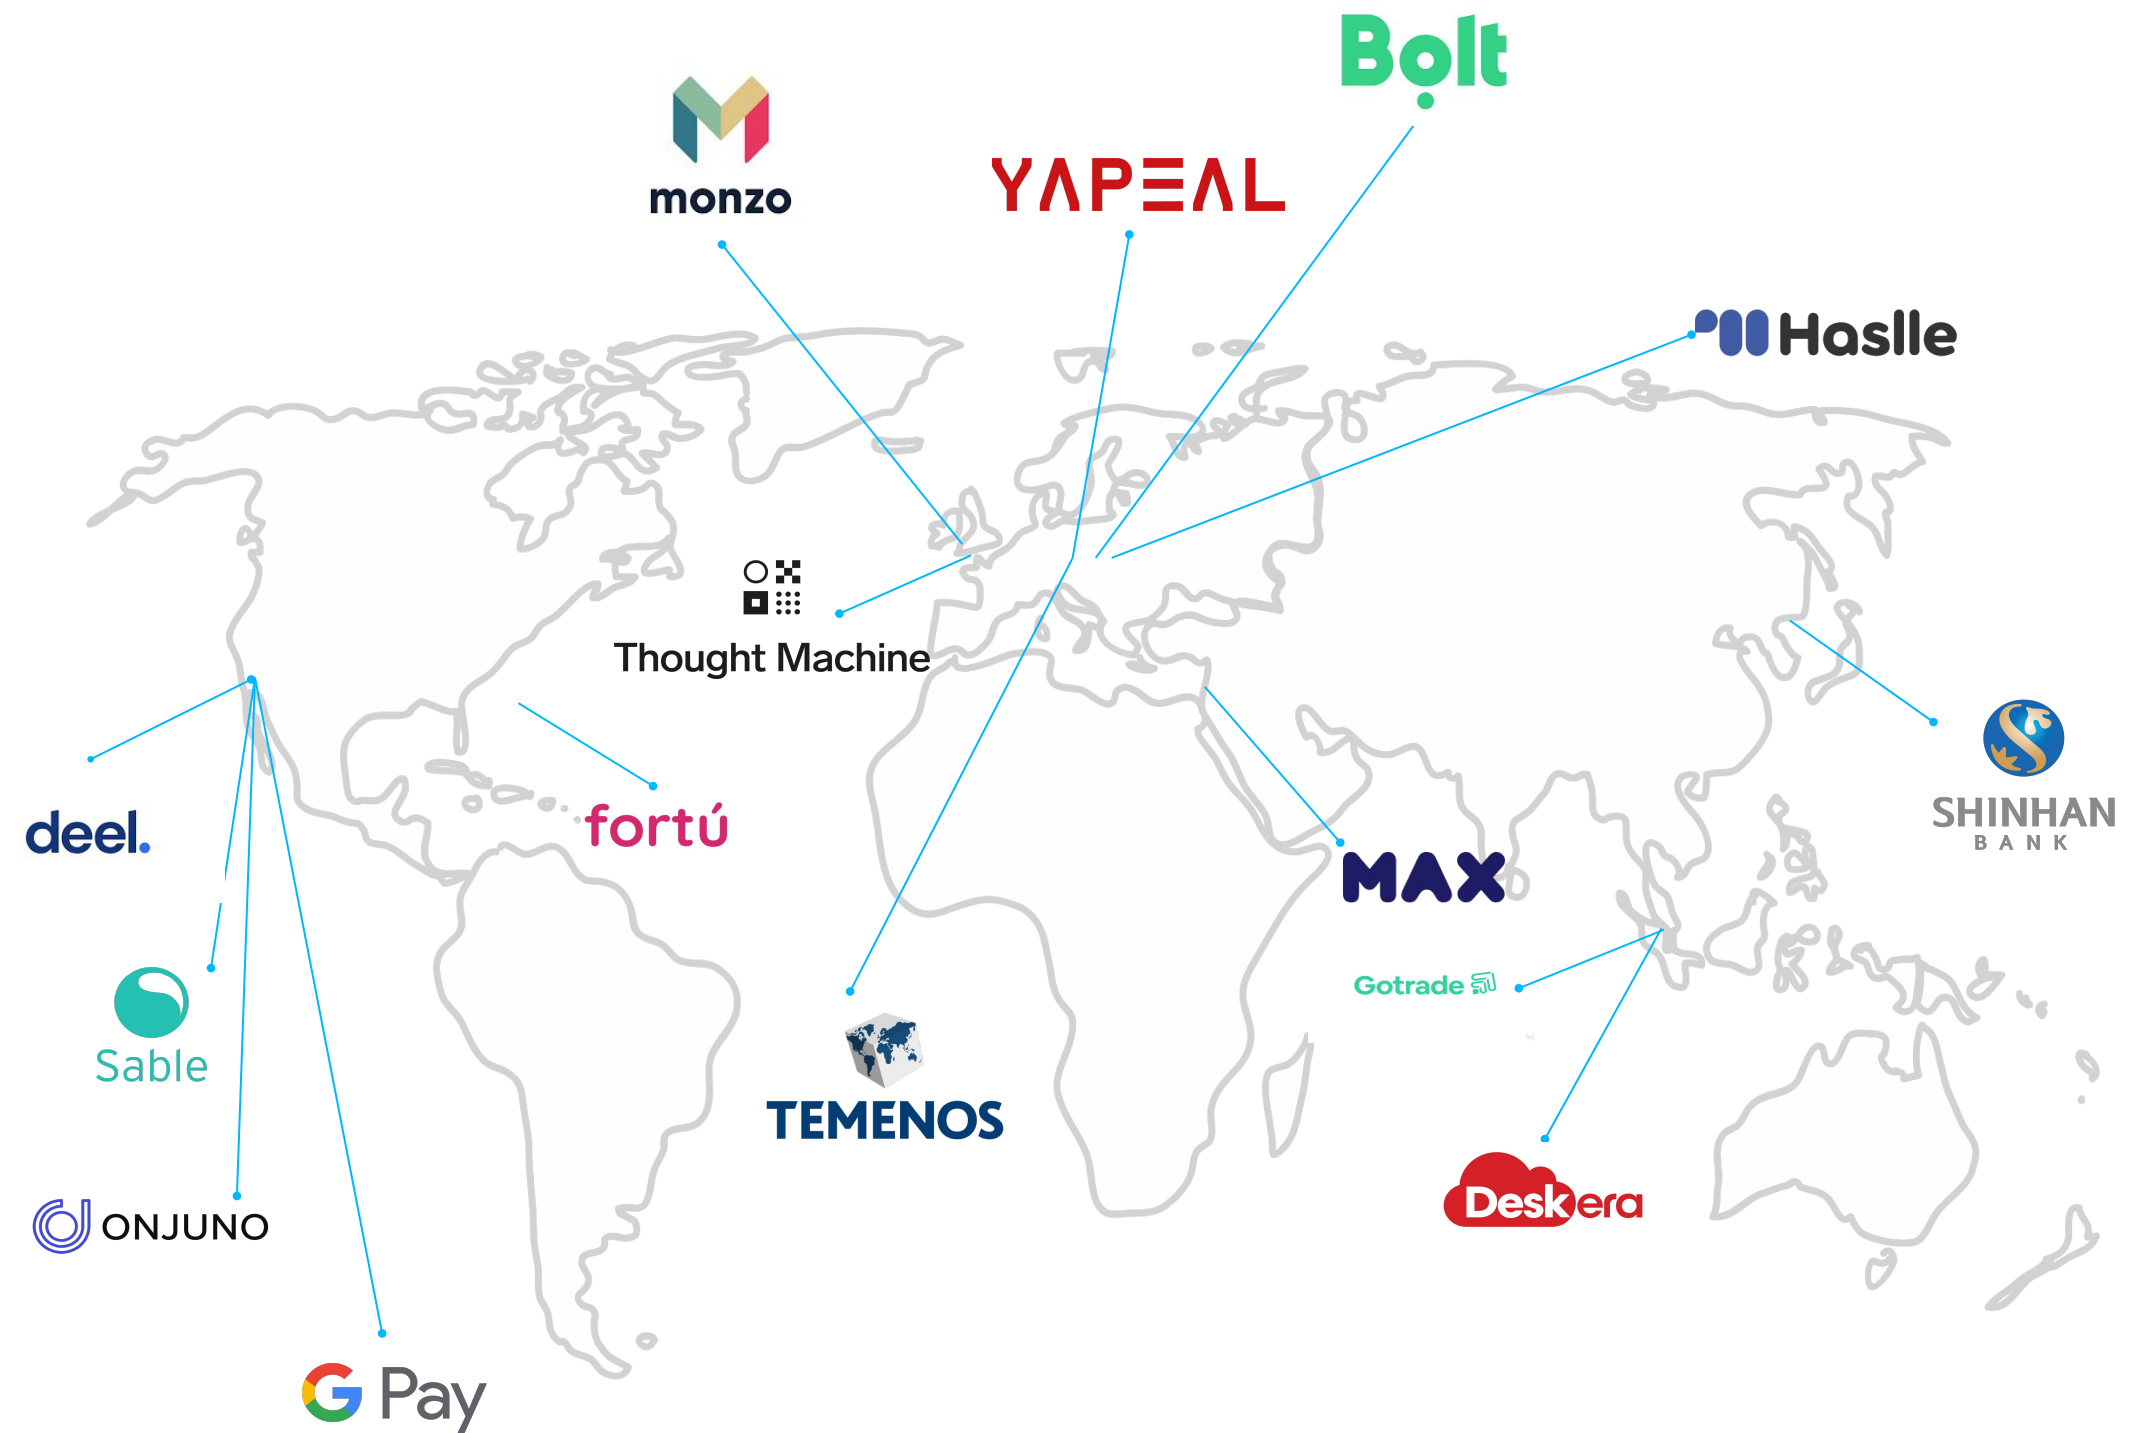 Bolt
monzo
YAPEAL
Haslle
Thought Machine
deel.
fortú
SHINHAN
BANK
MAX
Sable
Gotrade
TEMENOS
Deskera
ONJUNO
G Pay